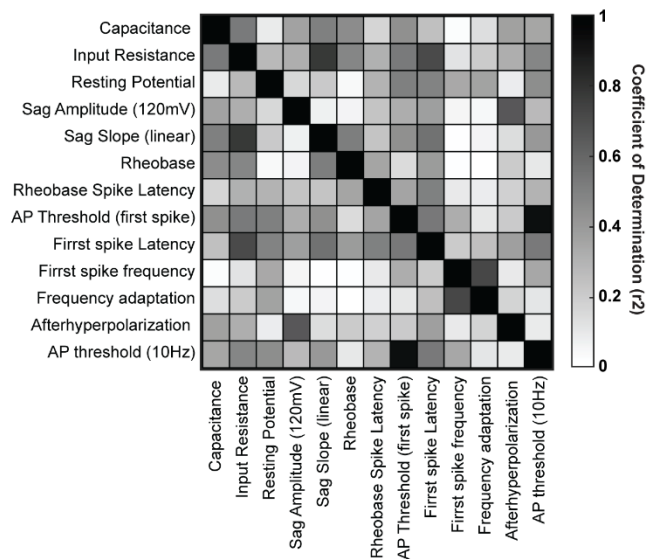 Capacitance
Input Resistance
Resting Potential
Sag Amplitude (120mV)
Sag Slope (linear)
Rheobase
Rheobase Spike Latency
AP Threshold (first spike)
Firrst spike Latency
Firrst spike frequency
Frequency adaptation
Afterhyperpolarization
AP threshold (10Hz)
Capacitance
Input Resistance
Resting Potential
Sag Amplitude (120mV)
Sag Slope (linear)
Rheobase
Rheobase Spike Latency
AP Threshold (first spike)
Firrst spike Latency
Firrst spike frequency
Frequency adaptation
Afterhyperpolarization
AP threshold (10Hz)
1
0.8
0.6
0.4
0.2
0
Coefficient of Determination (r2)